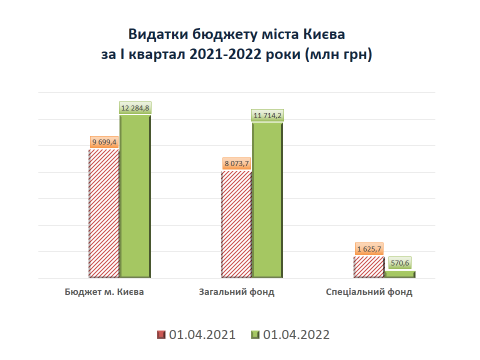 Видатки бюджету міста Києва
за І квартал 2021-2022 роки (млн грн)
12 284,8
11 714,2
9 699,4
8 073,7
1 625,7
570,6
Бюджет м. Києва
Загальний фонд
Спеціальний фонд
01.04.2021
01.04.2022